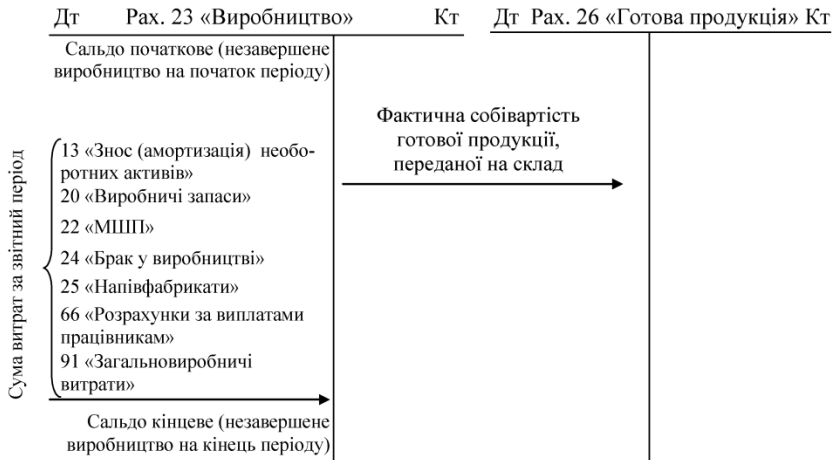 Дт Рах. 23 «Виробництво» Кт
Дт Рах. 26 «Готова продукція» Кт
Сальдо початкове (незавершене
виробництво на початок періоду)
Фактична собівартість
готової продукції,
переданої на склад
Сума витрат за звітний період
13 «Знос (амортизація) необо-
ротних активів»
20 «Виробничі запаси»
22 «МШП»
24 «Брак у виробництві»
25 «Напівфабрикати»
66 «Розрахунки за виплатами
працівникам»
91 «Загальновиробничі
витрати»
Сальдо кінцеве (незавершене
виробництво на кінець періоду)